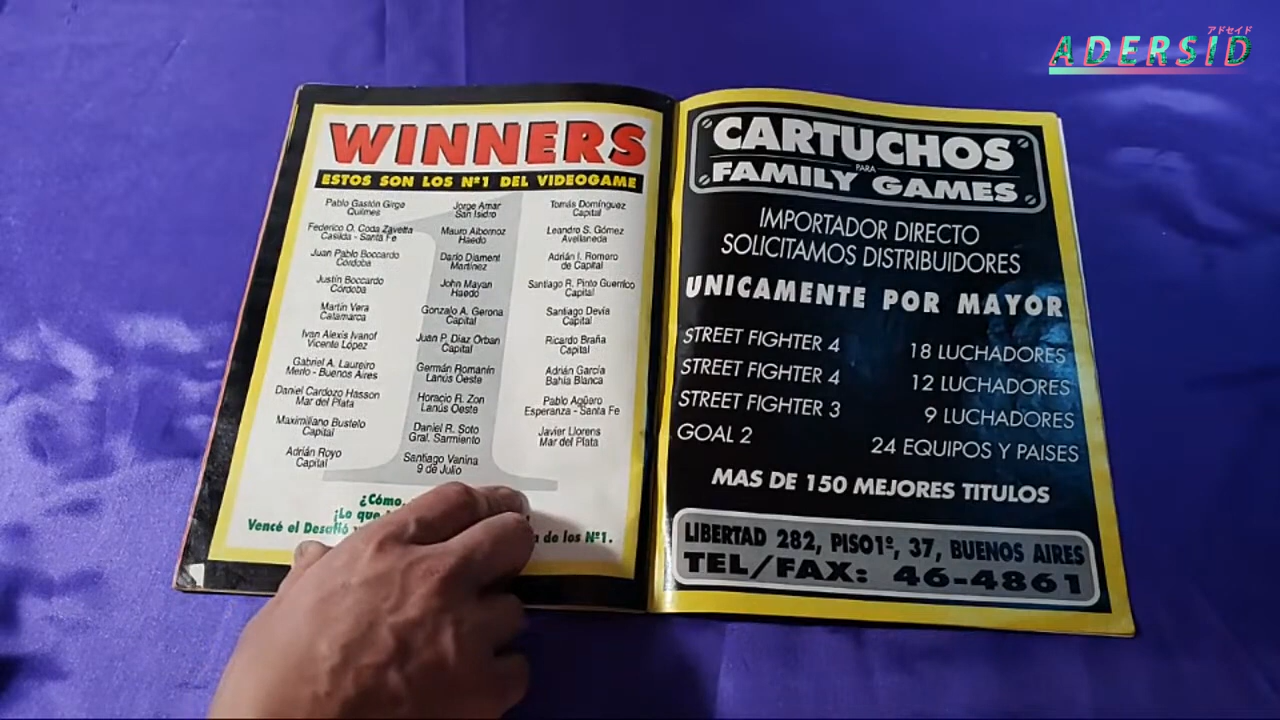 アドセイド
ADERSID
WINNERS
ESTOS SON LOS Nº1 DEL VIDEOGAME
Pablo Gastón Girge
Quilmes
Federico O. Coda Zavetta
Casilda - Santa Fe
Juan Pablo Boccardo
Córdoba
Justín Boccardo
Córdoba
Martín Vera
Catamarca
Ivan Alexis Ivanof
Vicente López
Gabriel A. Laureiro
Merlo - Buenos Aires
Daniel Cardozo Hasson
Mar del Plata
Maximiliano Bustelo
Capital
Adrián Royo
Capital
Jorge Amar
San Isidro
Mauro Albornoz
Haedo
Darío Diament
Martínez
John Mayan
Haedo
Gonzalo A. Gerona
Capital
Juan P. Diaz Orban
Capital
Germán Romanín
Lanús Oeste
Horacio R. Zon
Lanús Oeste
Daniel R. Soto
Gral. Sarmiento
Santiago Vanina
9 de Julio
Tomás Domínguez
Capital
Leandro S. Gómez
Avellaneda
Adrián I. Romero
de Capital
Santiago R. Pinto Guerrico
Capital
Santiago Devia
Capital
Ricardo Braña
Capital
Adrián García
Bahía Blanca
Pablo Agüero
Esperanza - Santa Fe
Javier Llorens
Mar del Plata
1
¿Cómo
¡Lo que
Vencé el Desafío de los Nº1.
CARTUCHOS
PARA
FAMILY GAMES
IMPORTADOR DIRECTO
SOLICITAMOS DISTRIBUIDORES
UNICAMENTE POR MAYOR
STREET FIGHTER 4 18 LUCHADORES
STREET FIGHTER 4 12 LUCHADORES
STREET FIGHTER 3 9 LUCHADORES
GOAL 2 24 EQUIPOS Y PAISES
MAS DE 150 MEJORES TITULOS
LIBERTAD 282, PISO1º, 37, BUENOS AIRES
TEL/FAX: 46-4861